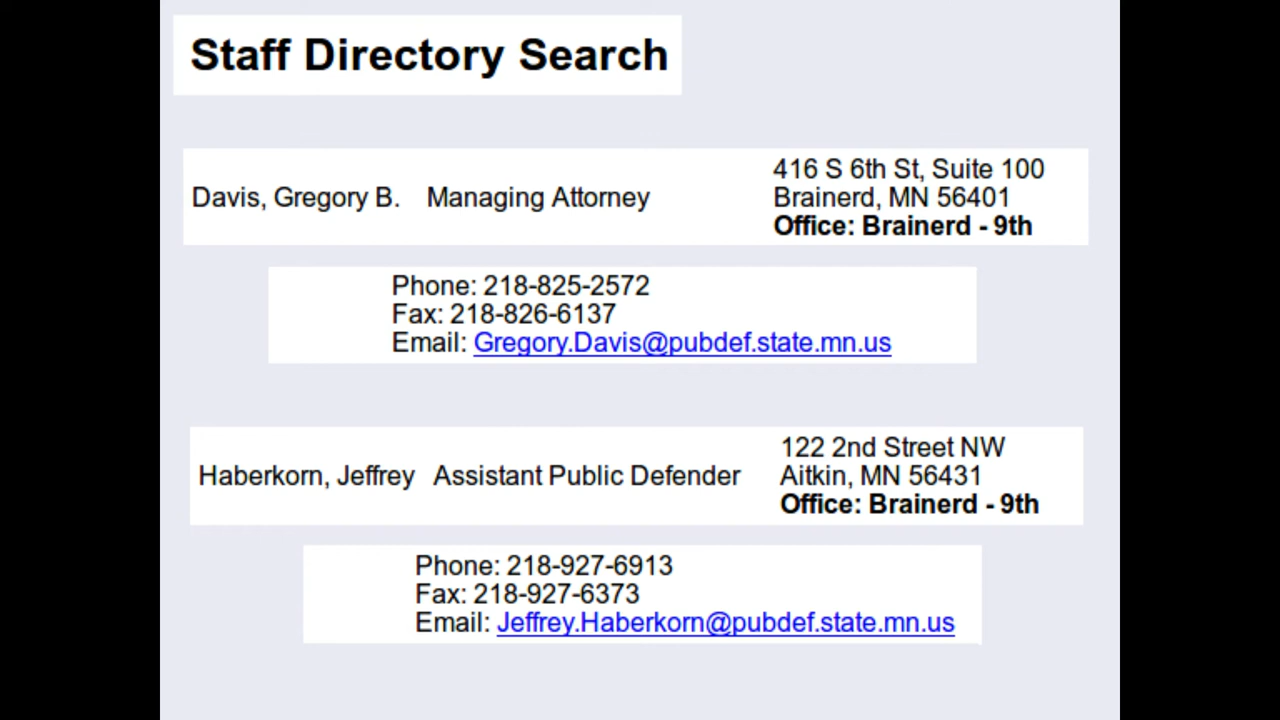 Staff Directory Search
Davis, Gregory B. Managing Attorney
416 S 6th St, Suite 100
Brainerd, MN 56401
Office: Brainerd - 9th
Phone: 218-825-2572
Fax: 218-826-6137
Email: Gregory.Davis@pubdef.state.mn.us
Haberkorn, Jeffrey Assistant Public Defender
122 2nd Street NW
Aitkin, MN 56431
Office: Brainerd - 9th
Phone: 218-927-6913
Fax: 218-927-6373
Email: Jeffrey.Haberkorn@pubdef.state.mn.us